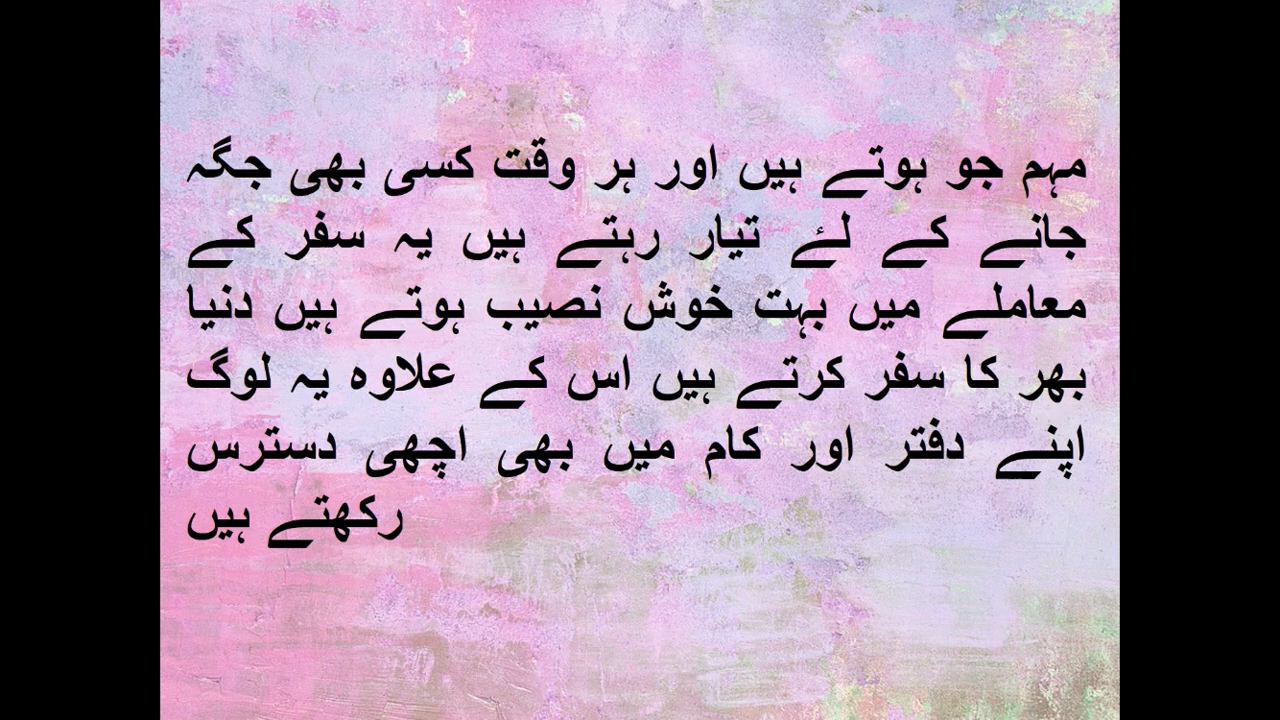 مہم جو ہوتے ہیں اور ہر وقت کسی بھی جگہ
جانے کے لئے تیار رہتے ہیں یہ سفر کے
معاملے میں بہت خوش نصیب ہوتے ہیں دنیا
بھر کا سفر کرتے ہیں اس کے علاوہ یہ لوگ
اپنے دفتر اور کام میں بھی اچھی دسترس
رکھتے ہیں